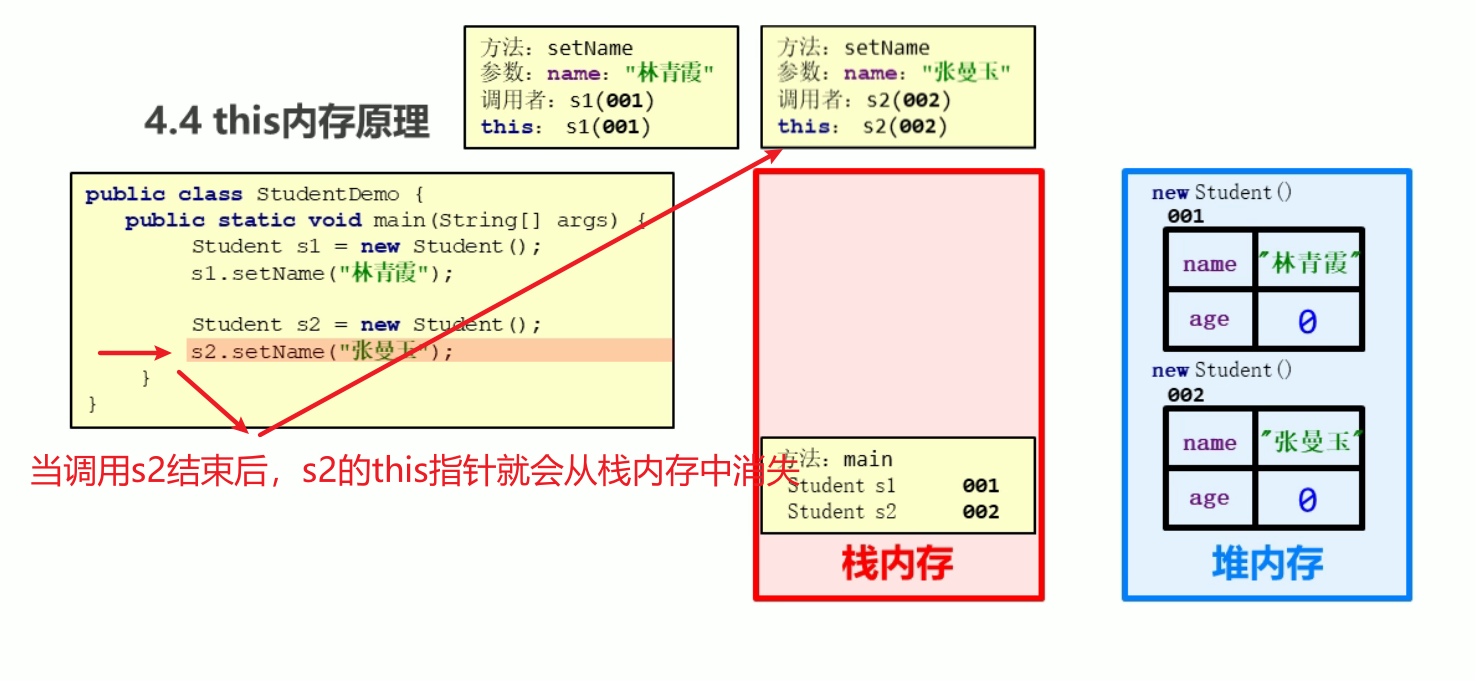 方法：setName
参数：name："林青霞"
调用者：s1(001)
this： s1(001)
方法：setName
参数：name："张曼玉"
调用者：s2(002)
this： s2(002)
4.4 this内存原理
public class StudentDemo {
public static void main(String[] args) {
Student s1 = new Student();
s1.setName("林青霞");
Student s2 = new Student();
s2.setName("张曼玉");
}
}
当调用s2结束后，s2的this指针就会从栈内存中消失
方法：main
Student s1 001
Student s2 002
栈内存
new Student()
001
name "林青霞"
age 0
new Student()
002
name "张曼玉"
age 0
堆内存